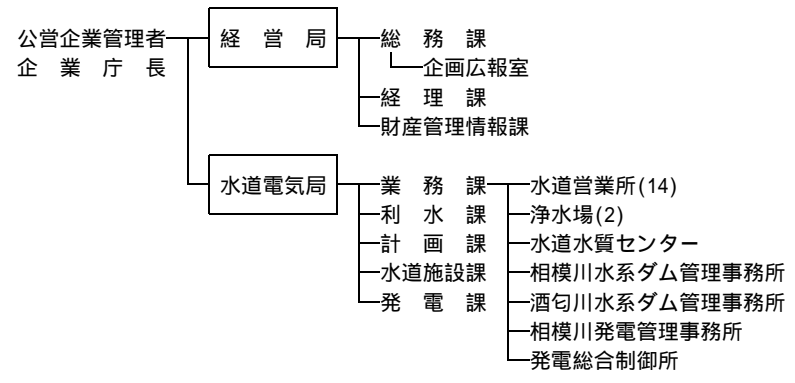 公営企業管理者 経営局 総務課
企業庁長 企画広報室
経理課
財産管理情報課
水道電気局 業務課 水道営業所(14)
利水課 浄水場(2)
計画課 水道水質センター
水道施設課 相模川水系ダム管理事務所
発電課 酒匂川水系ダム管理事務所
相模川発電管理事務所
発電総合制御所